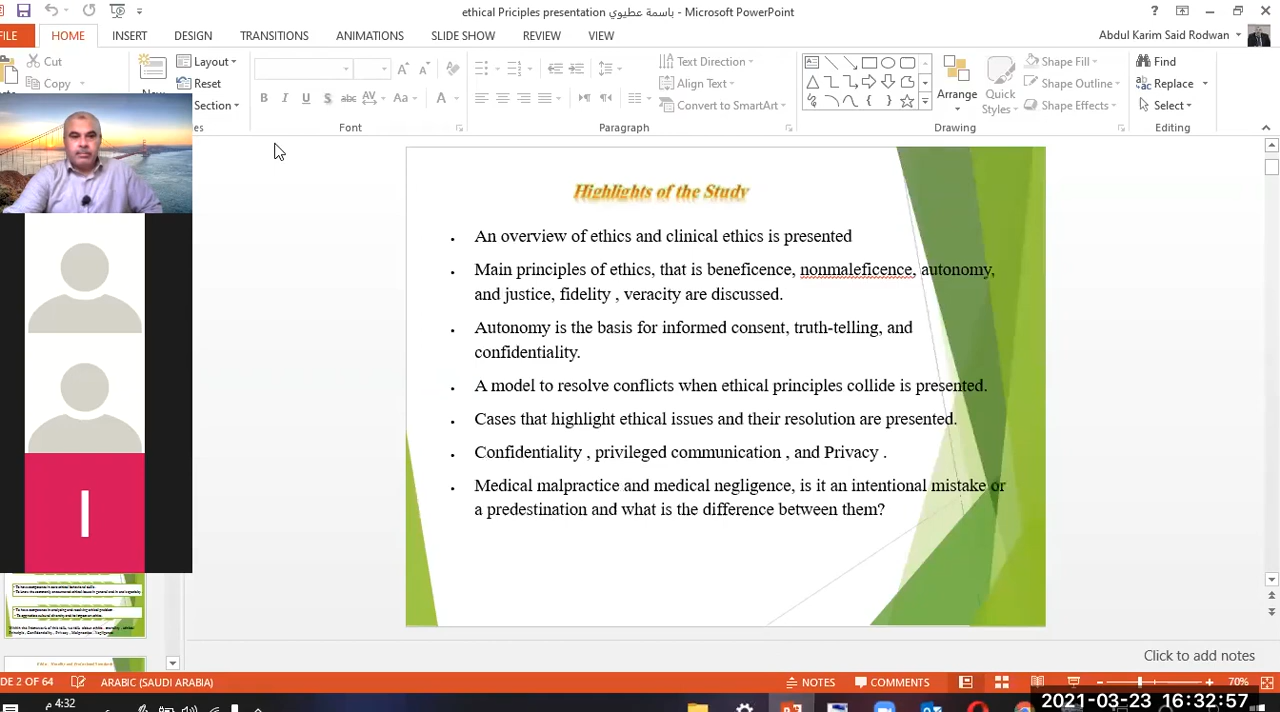 ethical Priciples presentation باسمة عطيوي - Microsoft PowerPoint
FILE HOME INSERT DESIGN TRANSITIONS ANIMATIONS SLIDE SHOW REVIEW VIEW
Abdul Karim Said Rodwan
Cut
Copy
Layout
Reset
Section
Text Direction
Align Text
Convert to SmartArt
Arrange
Quick
Styles
Shape Fill
Shape Outline
Shape Effects
Find
Replace
Select
Font
Paragraph
Drawing
Editing
Highlights of the Study
An overview of ethics and clinical ethics is presented
Main principles of ethics, that is beneficence, nonmaleficence, autonomy,
and justice, fidelity , veracity are discussed.
Autonomy is the basis for informed consent, truth-telling, and
confidentiality.
A model to resolve conflicts when ethical principles collide is presented.
Cases that highlight ethical issues and their resolution are presented.
Confidentiality , privileged communication , and Privacy .
Medical malpractice and medical negligence, is it an intentional mistake or
a predestination and what is the difference between them?
I
Click to add notes
DE 2 OF 64
ARABIC (SAUDI ARABIA)
NOTES
COMMENTS
70%
4:32 م
2021-03-23 16:32:57